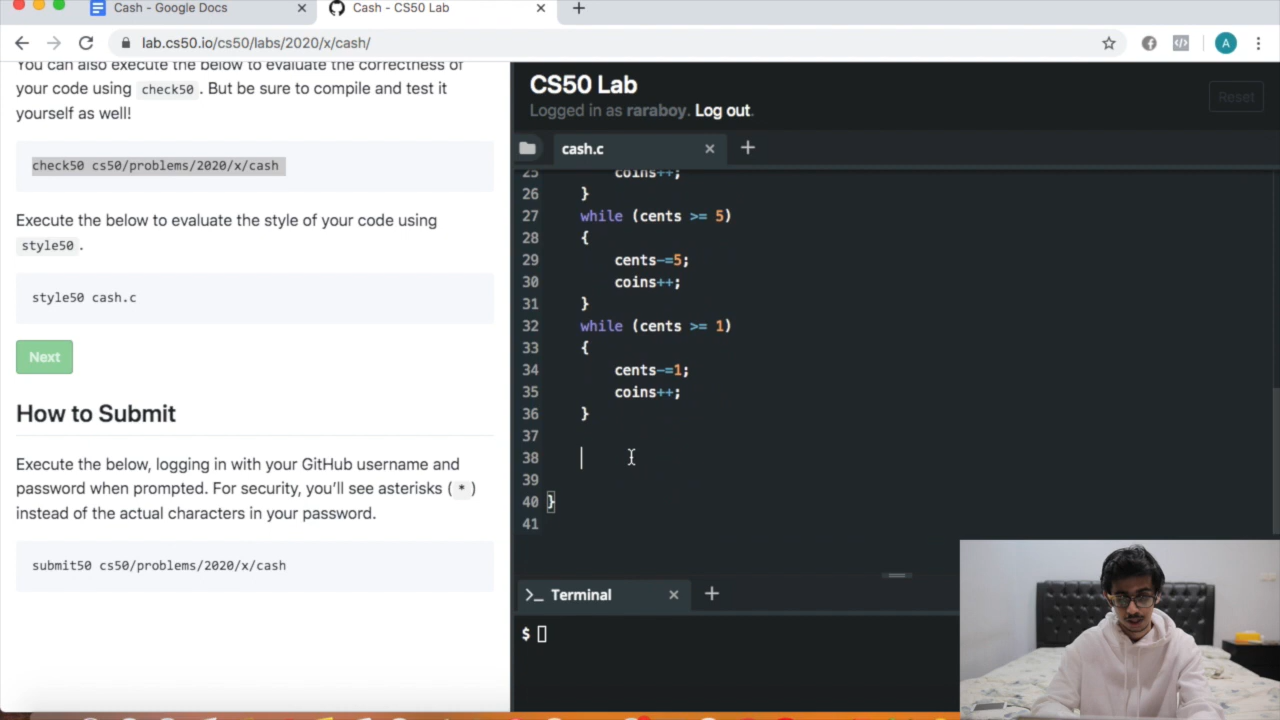 Cash - Google Docs
Cash - CS50 Lab
lab.cs50.io/cs50/labs/2020/x/cash/
A
You can also execute the below to evaluate the correctness of
your code using check50. But be sure to compile and test it
yourself as well!
check50 cs50/problems/2020/x/cash
Execute the below to evaluate the style of your code using
style50.
style50 cash.c
Next
How to Submit
Execute the below, logging in with your GitHub username and
password when prompted. For security, you'll see asterisks (*)
instead of the actual characters in your password.
submit50 cs50/problems/2020/x/cash
CS50 Lab
Logged in as raraboy. Log out.
Reset
cash.c
25 coins++;
26 }
27 while (cents >= 5)
28 {
29 cents-=5;
30 coins++;
31 }
32 while (cents >= 1)
33 {
34 cents-=1;
35 coins++;
36 }
37
38
39
40 }
41
>_ Terminal
$